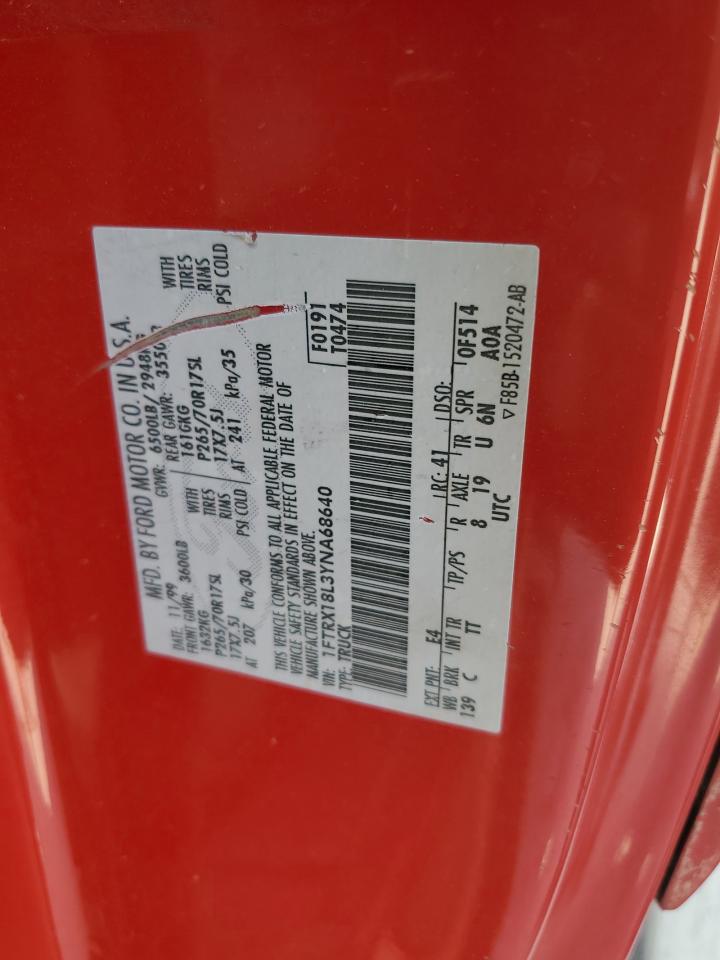 MFD. BY FORD MOTOR CO. IN U.S.A.
DATE: 11/99 GVWR: 6500LB/2948KG
FRONT GAWR: 3600LB REAR GAWR: 3550LB
1632KG WITH 1616KG WITH
P265/70R17SL TIRES P265/70R17SL TIRES
17X7.5J RIMS 17X7.5J RIMS
AT 207 kPa/30 PSI COLD AT 241 kPa/35 PSI COLD
THIS VEHICLE CONFORMS TO ALL APPLICABLE FEDERAL MOTOR
VEHICLE SAFETY STANDARDS IN EFFECT ON THE DATE OF
MANUFACTURE SHOWN ABOVE.
VIN: 1FTRX18L3YNA68640 F0191
TYPE: TRUCK T0474
EXT PNT: E4 RC: 41 DSO:
WB BRK INT TR TP/PS R AXLE TR SPR 0F514
139 C TT 8 19 U 6N A0A
UTC ▽ F85B-1520472-AB